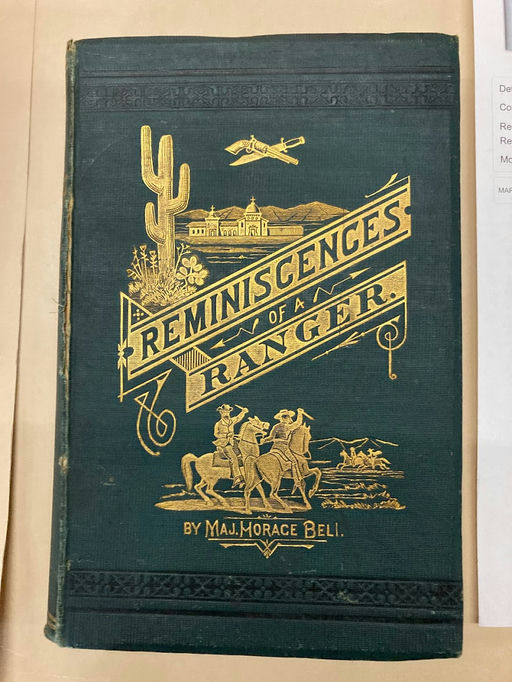 REMINISCENCES
OF A
RANGER.
BY MAJ. HORACE BELL.